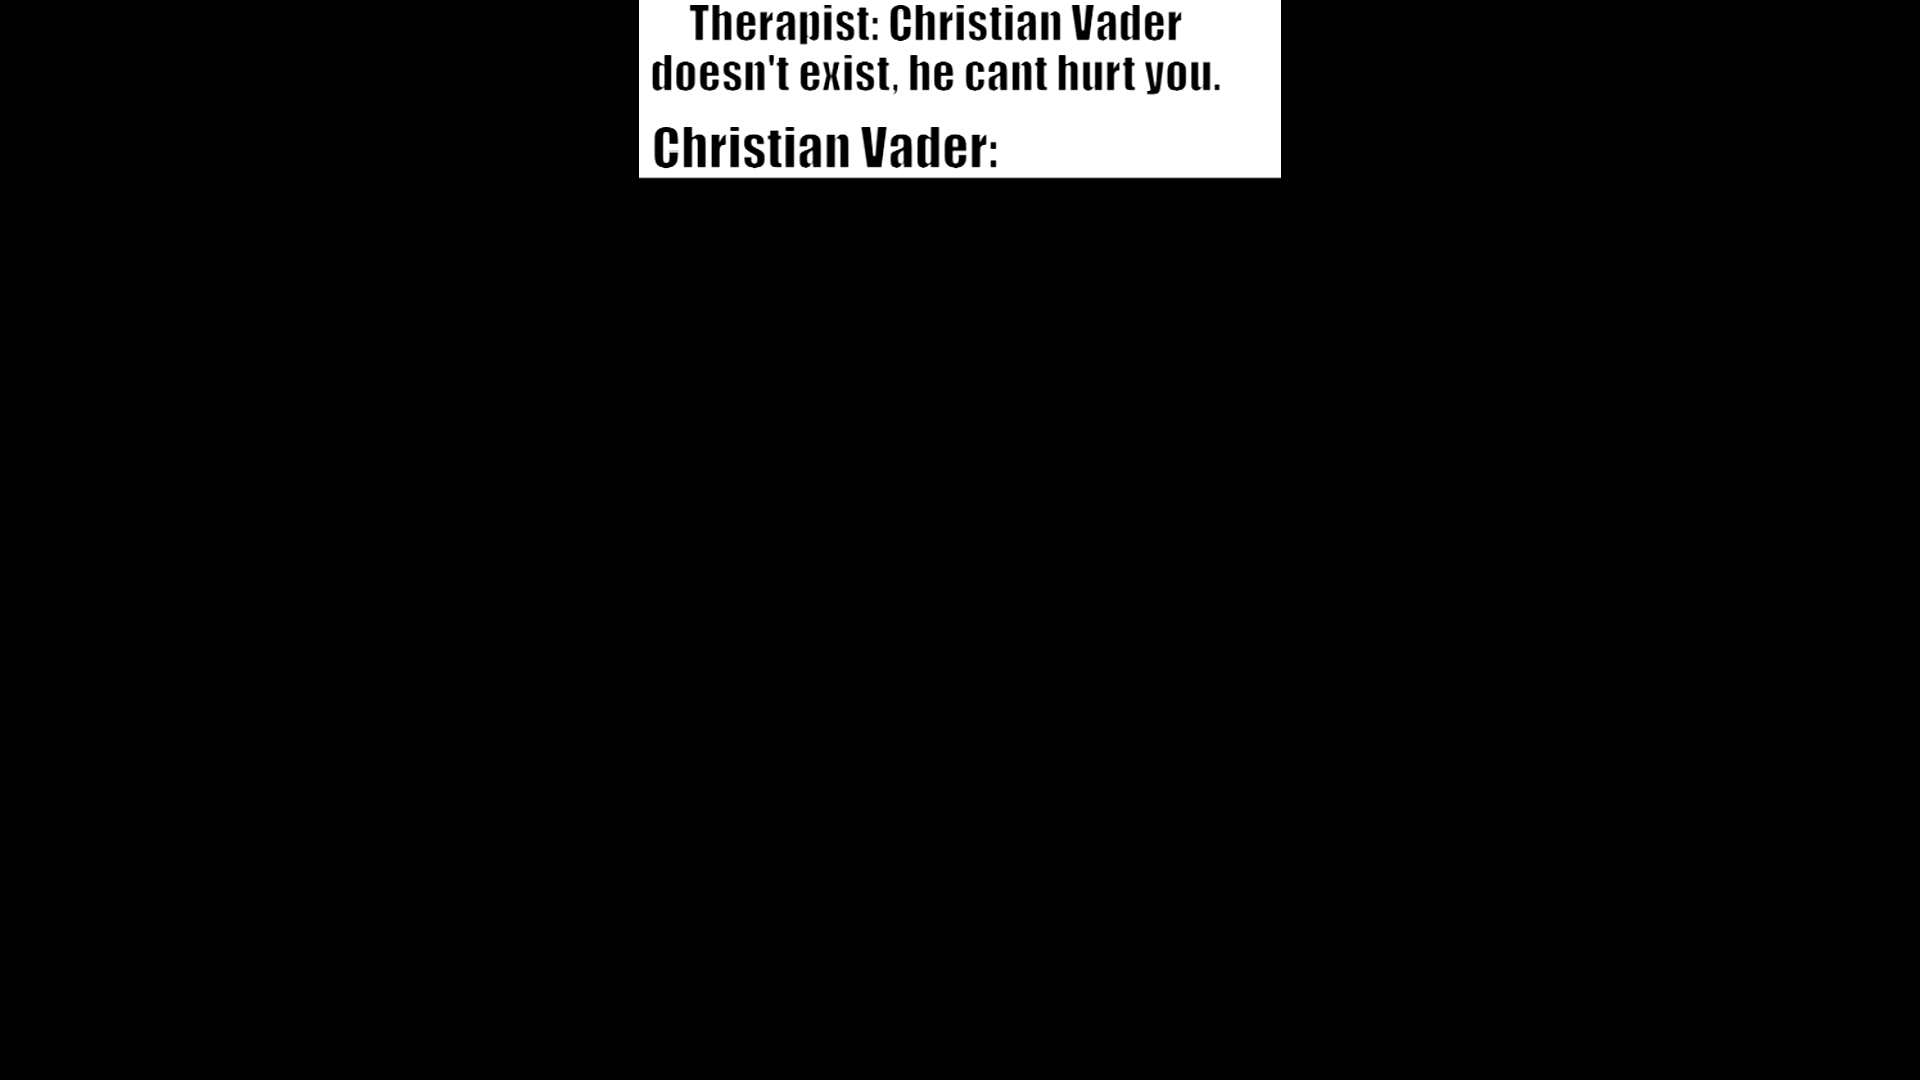 Therapist: Christian Vader
doesn't exist, he cant hurt you.
Christian Vader: